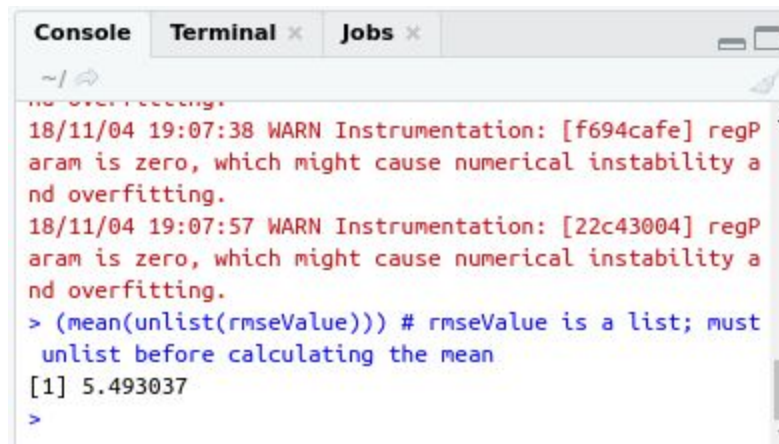 Console Terminal × Jobs ×
~/
nd overfitting.
18/11/04 19:07:38 WARN Instrumentation: [f694cafe] regP
aram is zero, which might cause numerical instability a
nd overfitting.
18/11/04 19:07:57 WARN Instrumentation: [22c43004] regP
aram is zero, which might cause numerical instability a
nd overfitting.
> (mean(unlist(rmseValue))) # rmseValue is a list; must
unlist before calculating the mean
[1] 5.493037
>